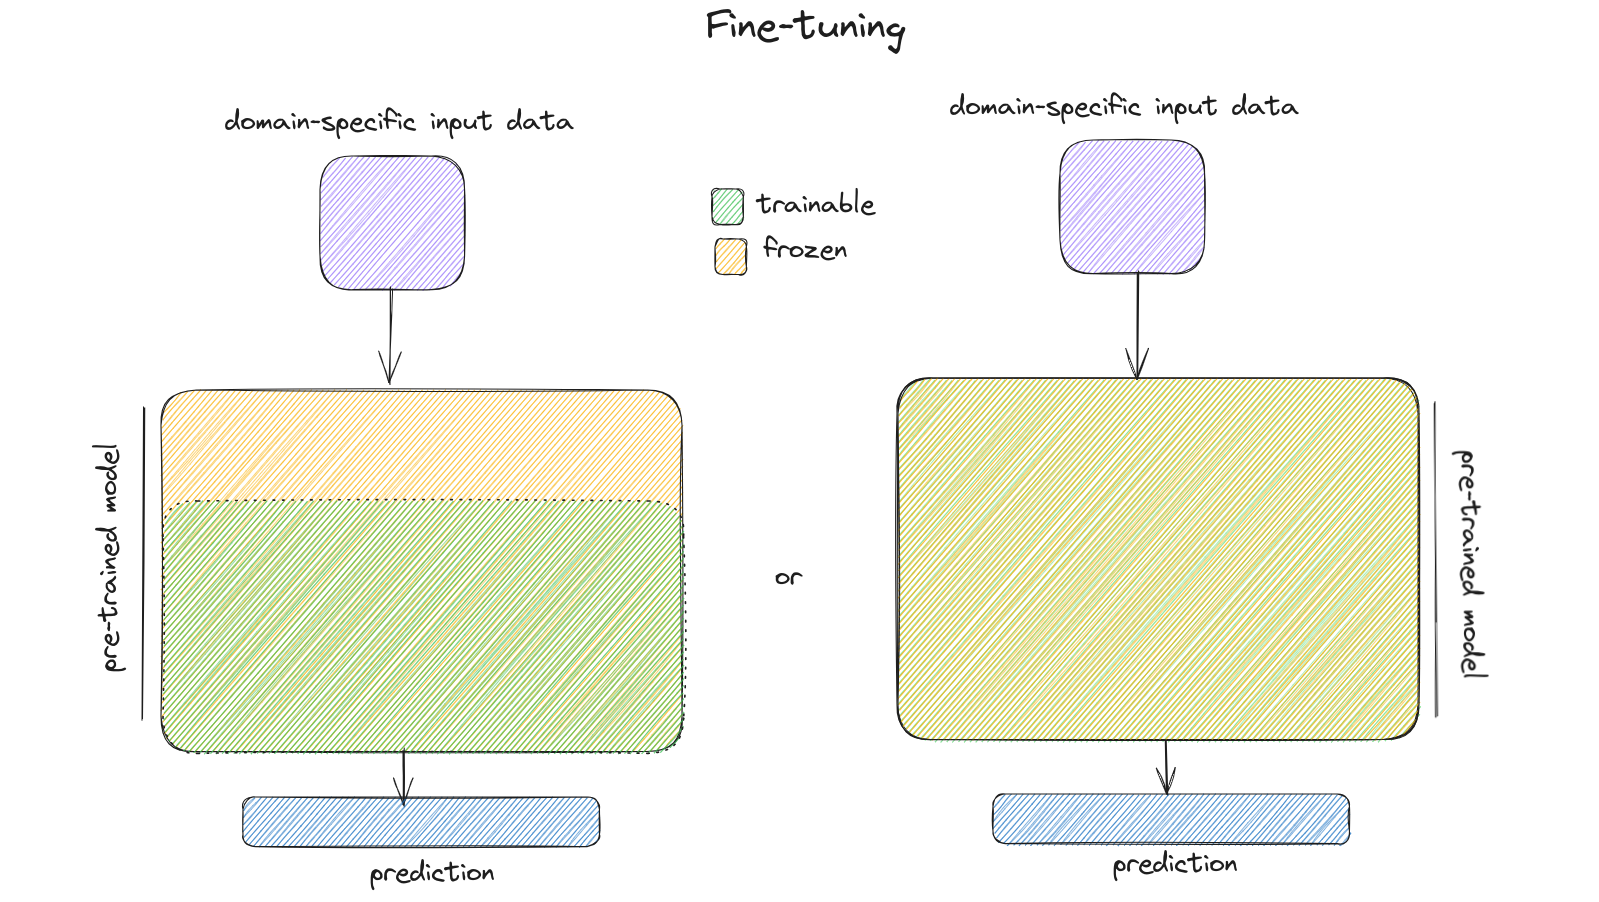 Fine-tuning
domain-specific input data
domain-specific input data
trainable
frozen
pre-trained model
or
pre-trained model
prediction
prediction